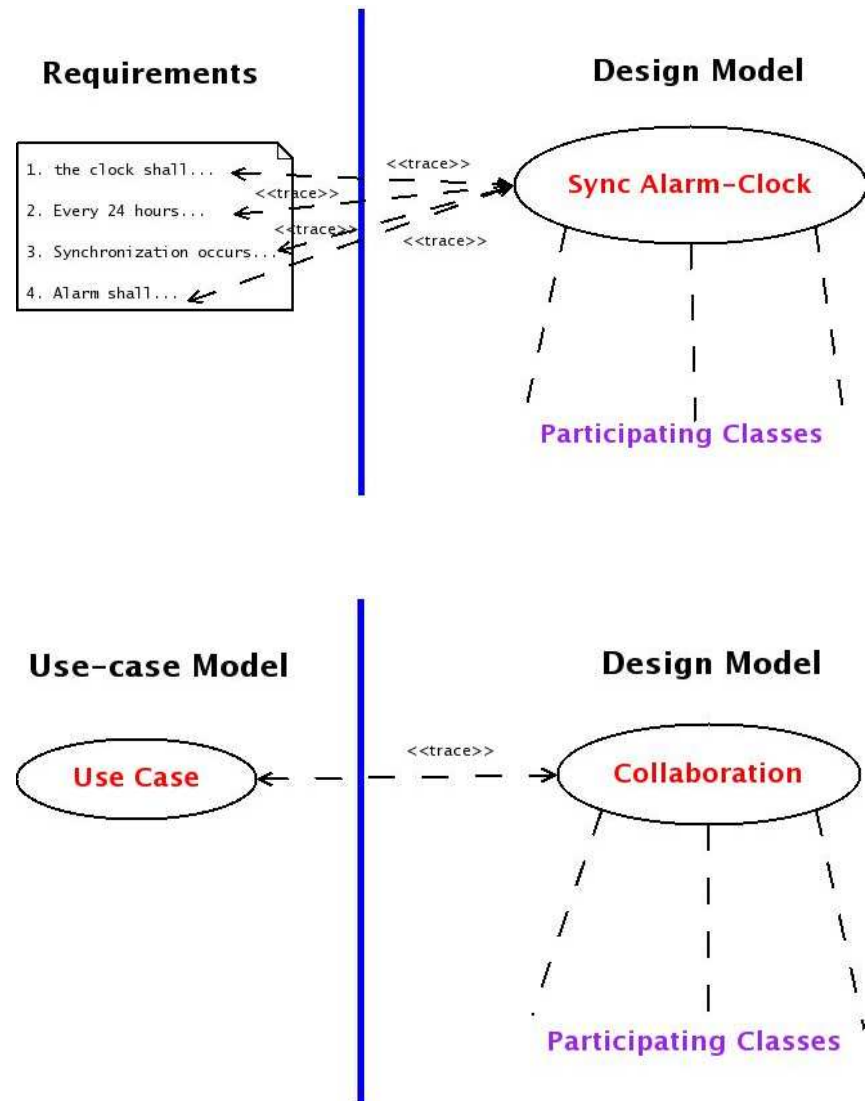 Requirements
Design Model
1. the clock shall...
<<trace>>
Sync Alarm-Clock
<<trace>>
2. Every 24 hours...
<<trace>>
<<trace>>
3. Synchronization occurs...
4. Alarm shall...
Participating Classes
Use-case Model
Design Model
<<trace>>
Use Case
Collaboration
Participating Classes